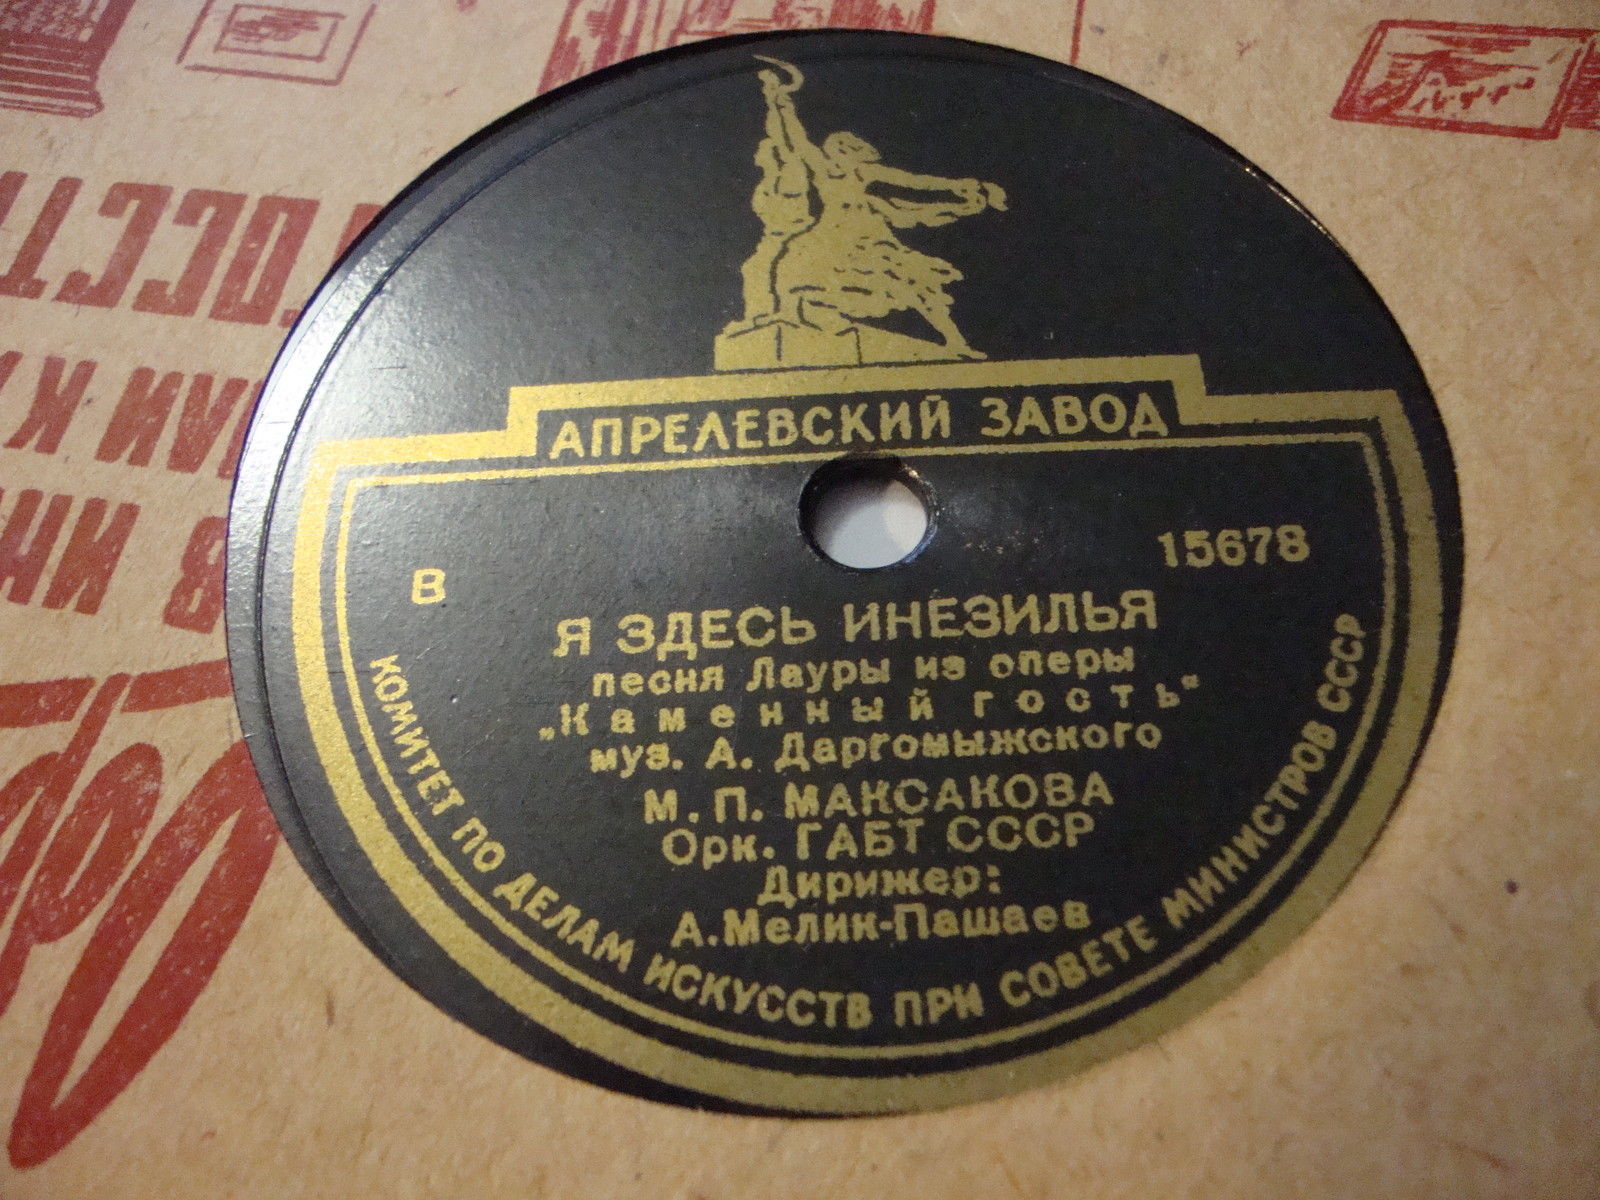 АПРЕЛЕВСКИЙ ЗАВОД
В 15678
Я ЗДЕСЬ ИНЕЗИЛЬЯ
песня Лауры из оперы
„Каменный гость“
муз. А. Даргомыжского
М. П. МАКСАКОВА
Орк. ГАБТ СССР
Дирижер:
А. Мелик-Пашаев
КОМИТЕТ ПО ДЕЛАМ ИСКУССТВ ПРИ СОВЕТЕ МИНИСТРОВ СССР